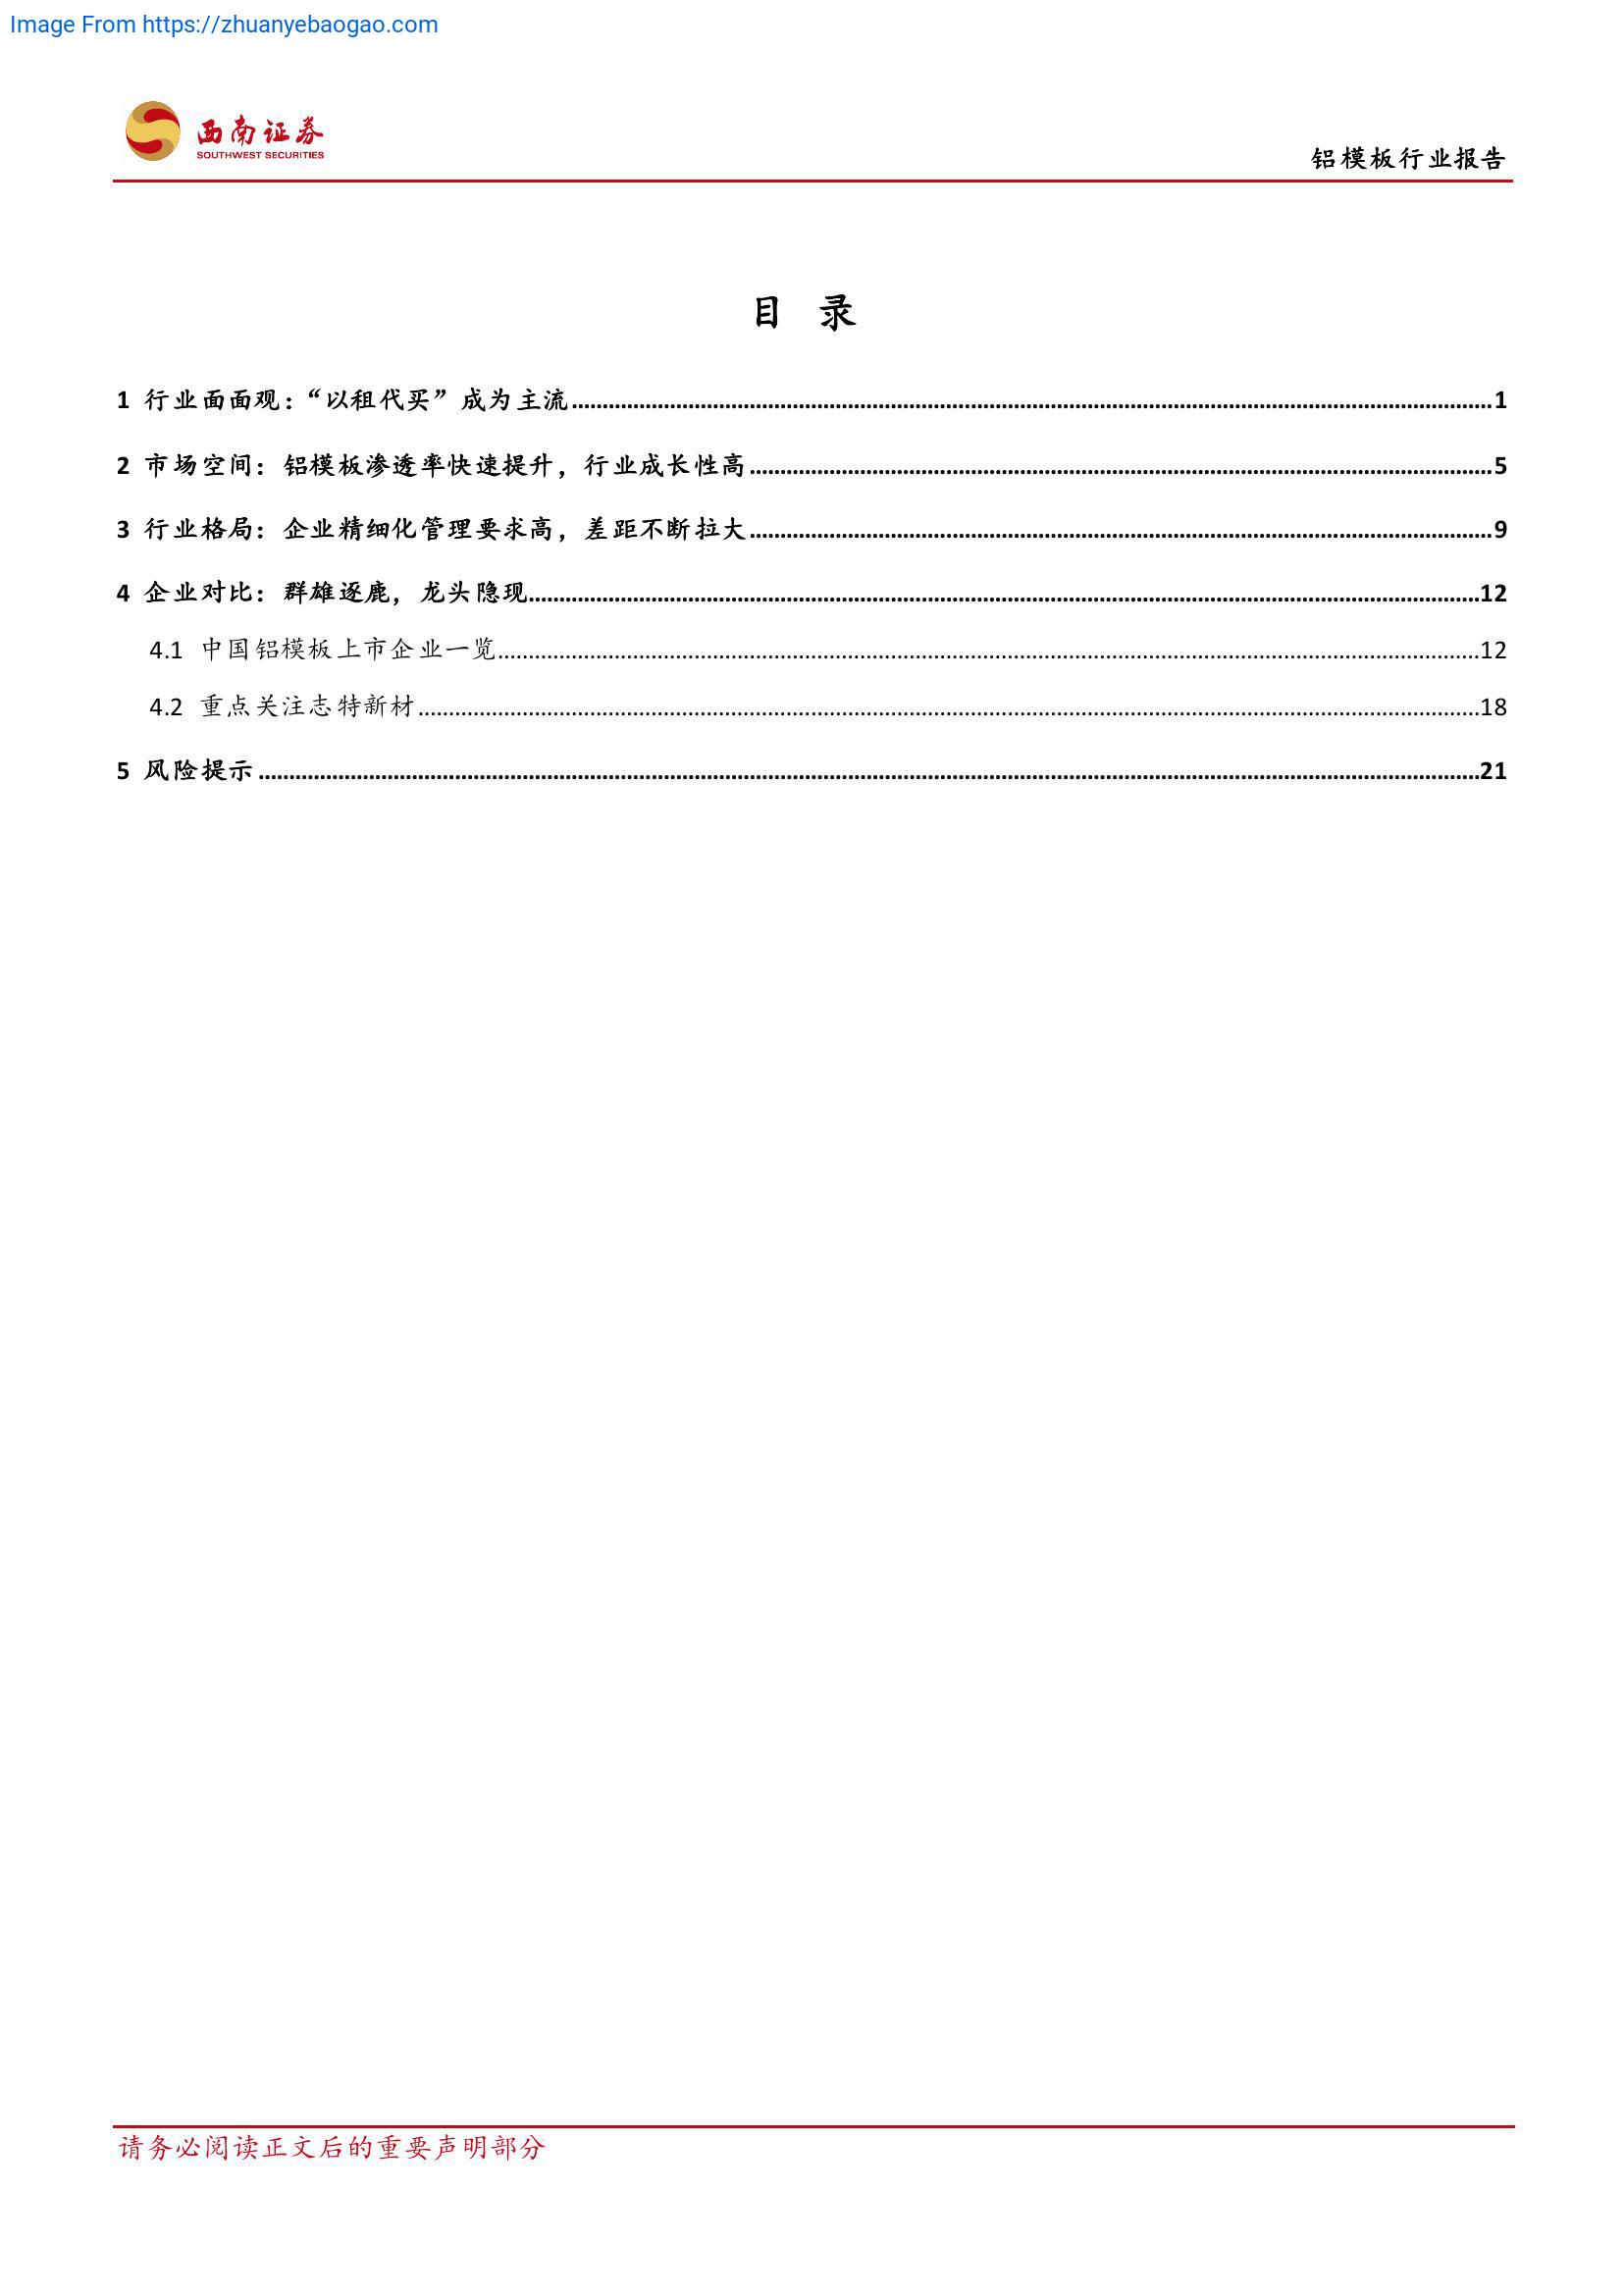 Image From https://zhuanyebaogao.com
西南证券
SOUTHWEST SECURITIES
铝模板行业报告
目 录
1 行业面面观：“以租代买”成为主流........1
2 市场空间：铝模板渗透率快速提升，行业成长性高........5
3 行业格局：企业精细化管理要求高，差距不断拉大........9
4 企业对比：群雄逐鹿，龙头隐现........12
4.1 中国铝模板上市企业一览........12
4.2 重点关注志特新材........18
5 风险提示........21
请务必阅读正文后的重要声明部分